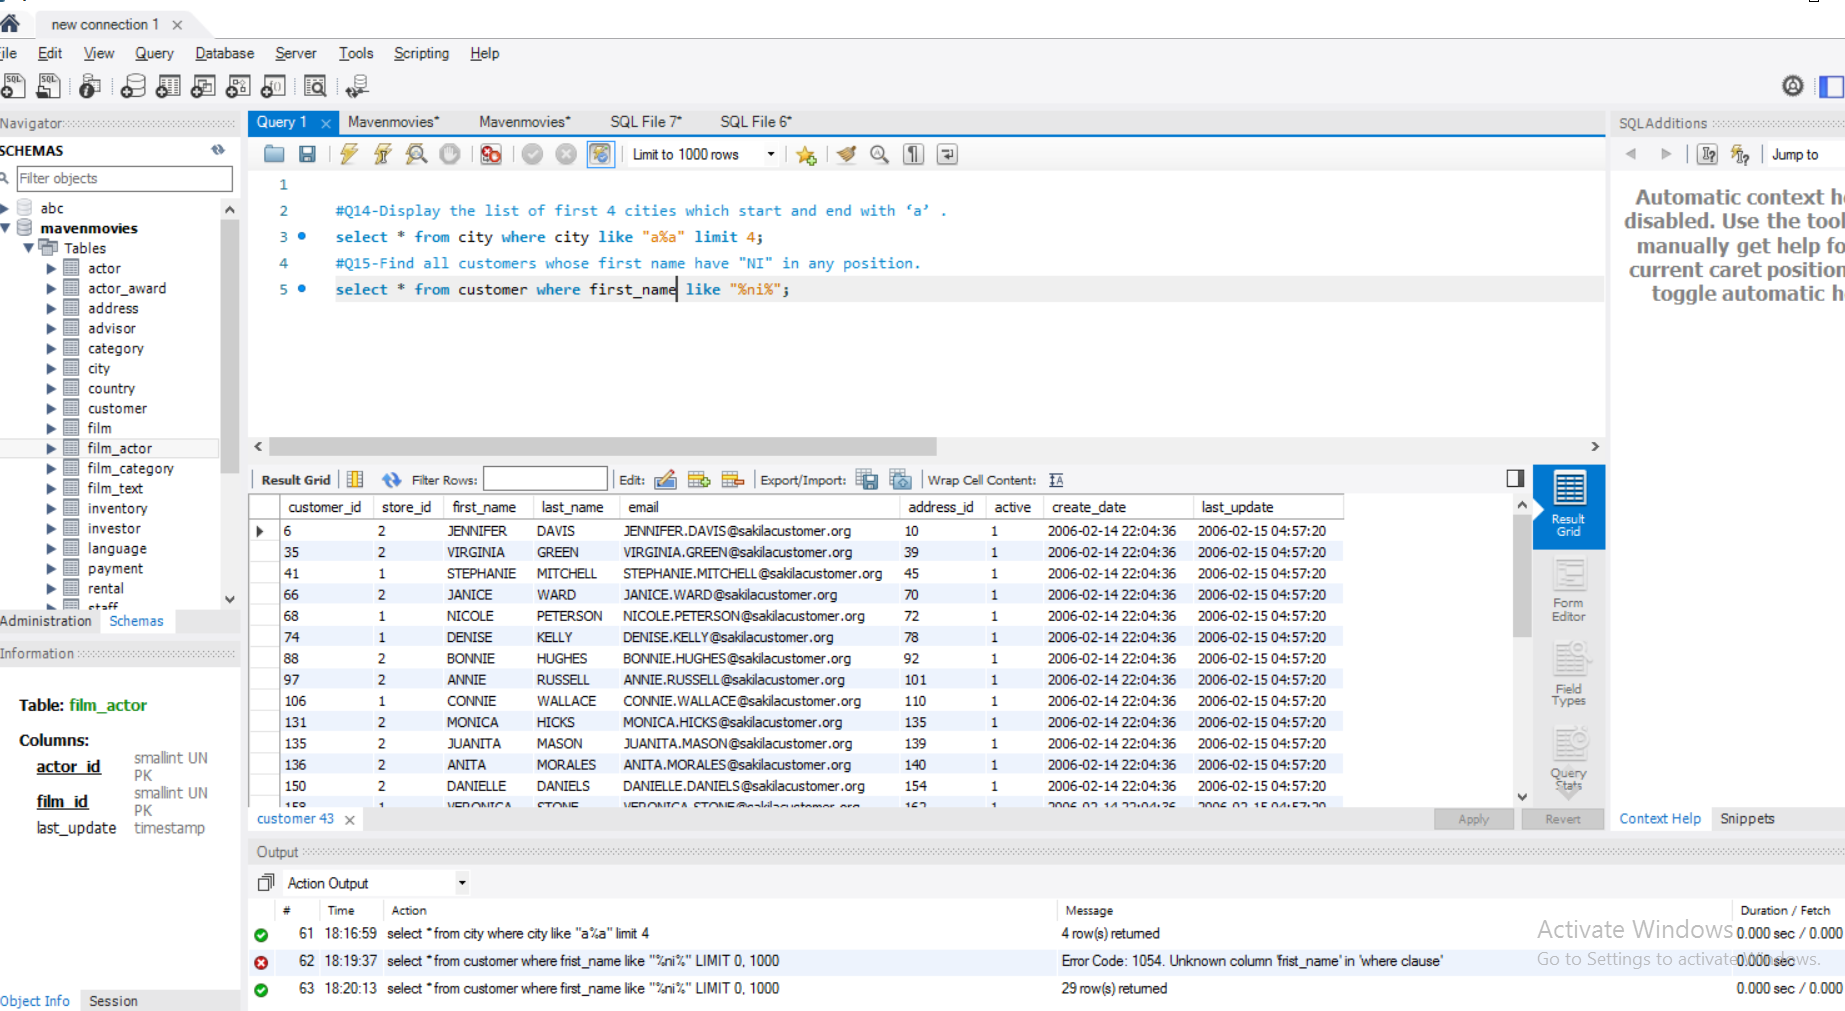 new connection 1
Edit View Query Database Server Tools Scripting Help
Navigator
SCHEMAS
Filter objects
abc
mavenmovies
Tables
actor
actor_award
address
advisor
category
city
country
customer
film
film_actor
film_category
film_text
inventory
investor
language
payment
rental
staff
Administration Schemas
Information
Table: film_actor
Columns:
actor_id smallint UN PK
film_id smallint UN PK
last_update timestamp
Object Info Session
Query 1 Mavenmovies* Mavenmovies* SQL File 7* SQL File 6*
Limit to 1000 rows
1
2 #Q14-Display the list of first 4 cities which start and end with ‘a’ .
3 select * from city where city like "a%a" limit 4;
4 #Q15-Find all customers whose first name have "NI" in any position.
5 select * from customer where first_name like "%ni%";
Result Grid Filter Rows: Edit: Export/Import: Wrap Cell Content:
customer_id store_id first_name last_name email address_id active create_date last_update
6 2 JENNIFER DAVIS JENNIFER.DAVIS@sakilacustomer.org 10 1 2006-02-14 22:04:36 2006-02-15 04:57:20
35 2 VIRGINIA GREEN VIRGINIA.GREEN@sakilacustomer.org 39 1 2006-02-14 22:04:36 2006-02-15 04:57:20
41 1 STEPHANIE MITCHELL STEPHANIE.MITCHELL@sakilacustomer.org 45 1 2006-02-14 22:04:36 2006-02-15 04:57:20
66 2 JANICE WARD JANICE.WARD@sakilacustomer.org 70 1 2006-02-14 22:04:36 2006-02-15 04:57:20
68 1 NICOLE PETERSON NICOLE.PETERSON@sakilacustomer.org 72 1 2006-02-14 22:04:36 2006-02-15 04:57:20
74 1 DENISE KELLY DENISE.KELLY@sakilacustomer.org 78 1 2006-02-14 22:04:36 2006-02-15 04:57:20
88 2 BONNIE HUGHES BONNIE.HUGHES@sakilacustomer.org 92 1 2006-02-14 22:04:36 2006-02-15 04:57:20
97 2 ANNIE RUSSELL ANNIE.RUSSELL@sakilacustomer.org 101 1 2006-02-14 22:04:36 2006-02-15 04:57:20
106 1 CONNIE WALLACE CONNIE.WALLACE@sakilacustomer.org 110 1 2006-02-14 22:04:36 2006-02-15 04:57:20
131 2 MONICA HICKS MONICA.HICKS@sakilacustomer.org 135 1 2006-02-14 22:04:36 2006-02-15 04:57:20
135 2 JUANITA MASON JUANITA.MASON@sakilacustomer.org 139 1 2006-02-14 22:04:36 2006-02-15 04:57:20
136 2 ANITA MORALES ANITA.MORALES@sakilacustomer.org 140 1 2006-02-14 22:04:36 2006-02-15 04:57:20
150 2 DANIELLE DANIELS DANIELLE.DANIELS@sakilacustomer.org 154 1 2006-02-14 22:04:36 2006-02-15 04:57:20
158 1 VERONICA STONE VERONICA.STONE@sakilacustomer.org 162 1 2006-02-14 22:04:36 2006-02-15 04:57:20
Result Grid
Form Editor
Field Types
Query Stats
customer 43 Apply Revert
SQLAdditions
Jump to
Automatic context
disabled. Use the
manually get help
current caret position
toggle automatic
Context Help Snippets
Output
Action Output
# Time Action Message Duration / Fetch
61 18:16:59 select * from city where city like "a%a" limit 4 4 row(s) returned 0.000 sec / 0.000
62 18:19:37 select * from customer where frist_name like "%ni%" LIMIT 0, 1000 Error Code: 1054. Unknown column 'frist_name' in 'where clause' 0.000 sec
63 18:20:13 select * from customer where first_name like "%ni%" LIMIT 0, 1000 29 row(s) returned 0.000 sec / 0.000
Activate Windows
Go to Settings to activate Windows.